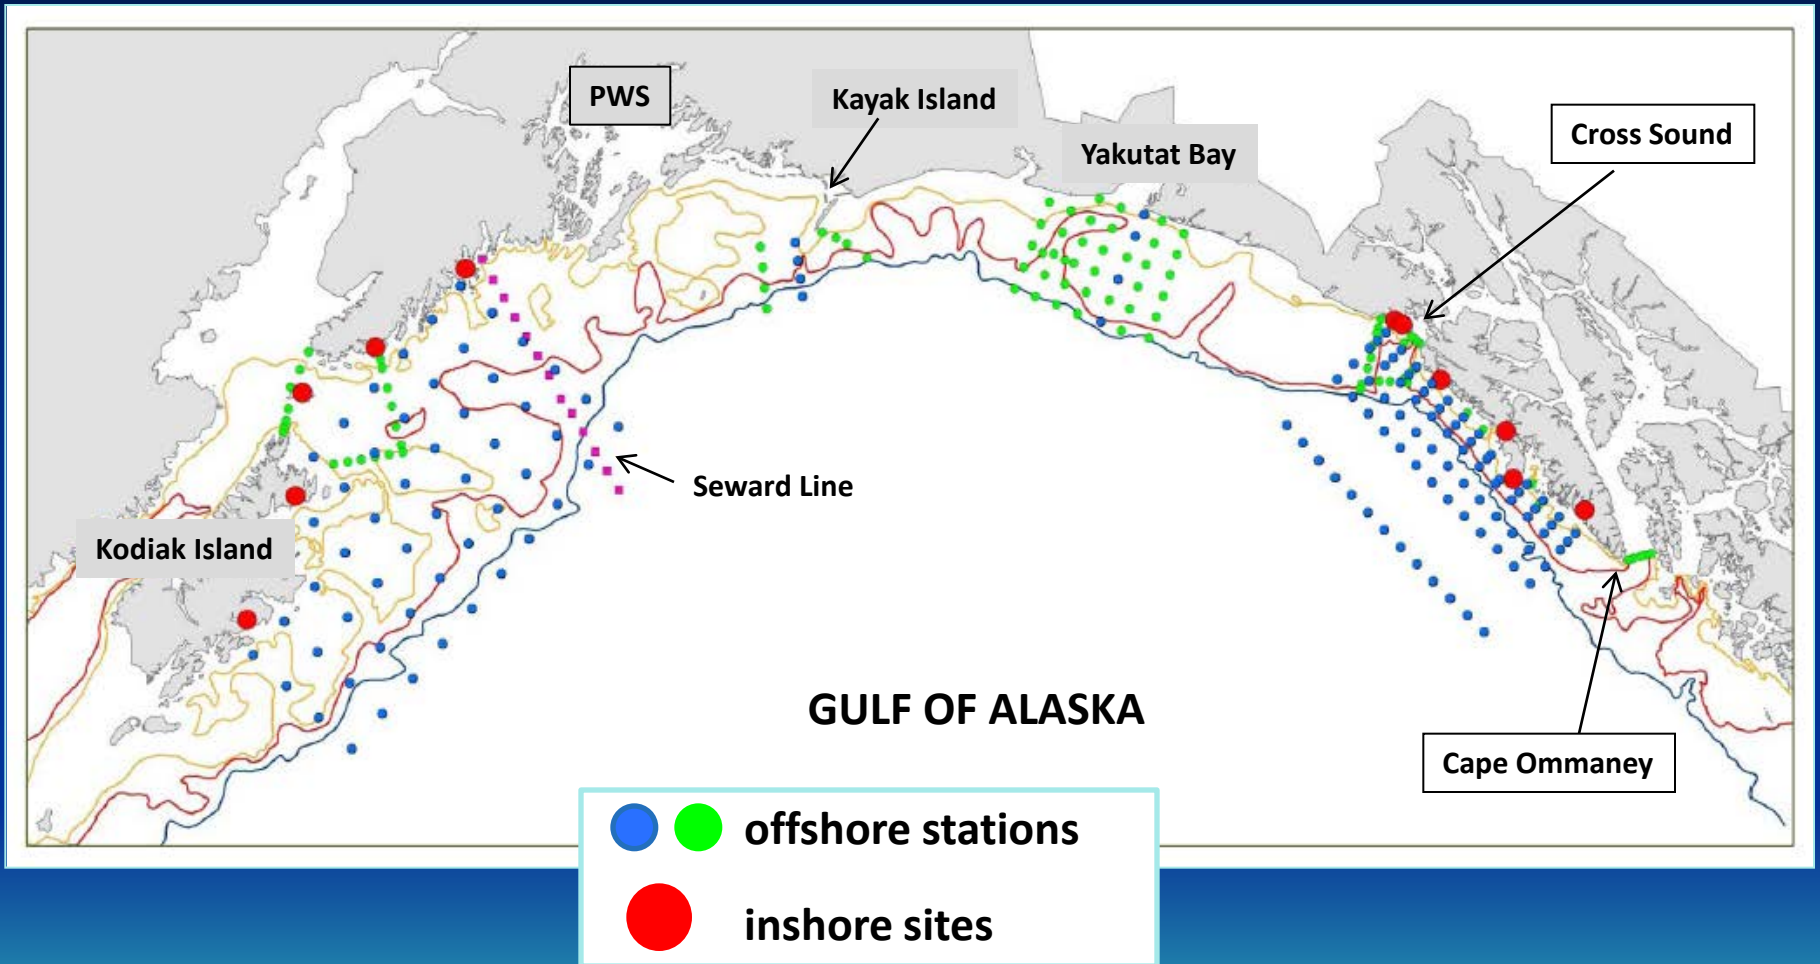 PWS
Kayak Island
Yakutat Bay
Cross Sound
Seward Line
Kodiak Island
GULF OF ALASKA
Cape Ommaney
offshore stations
inshore sites